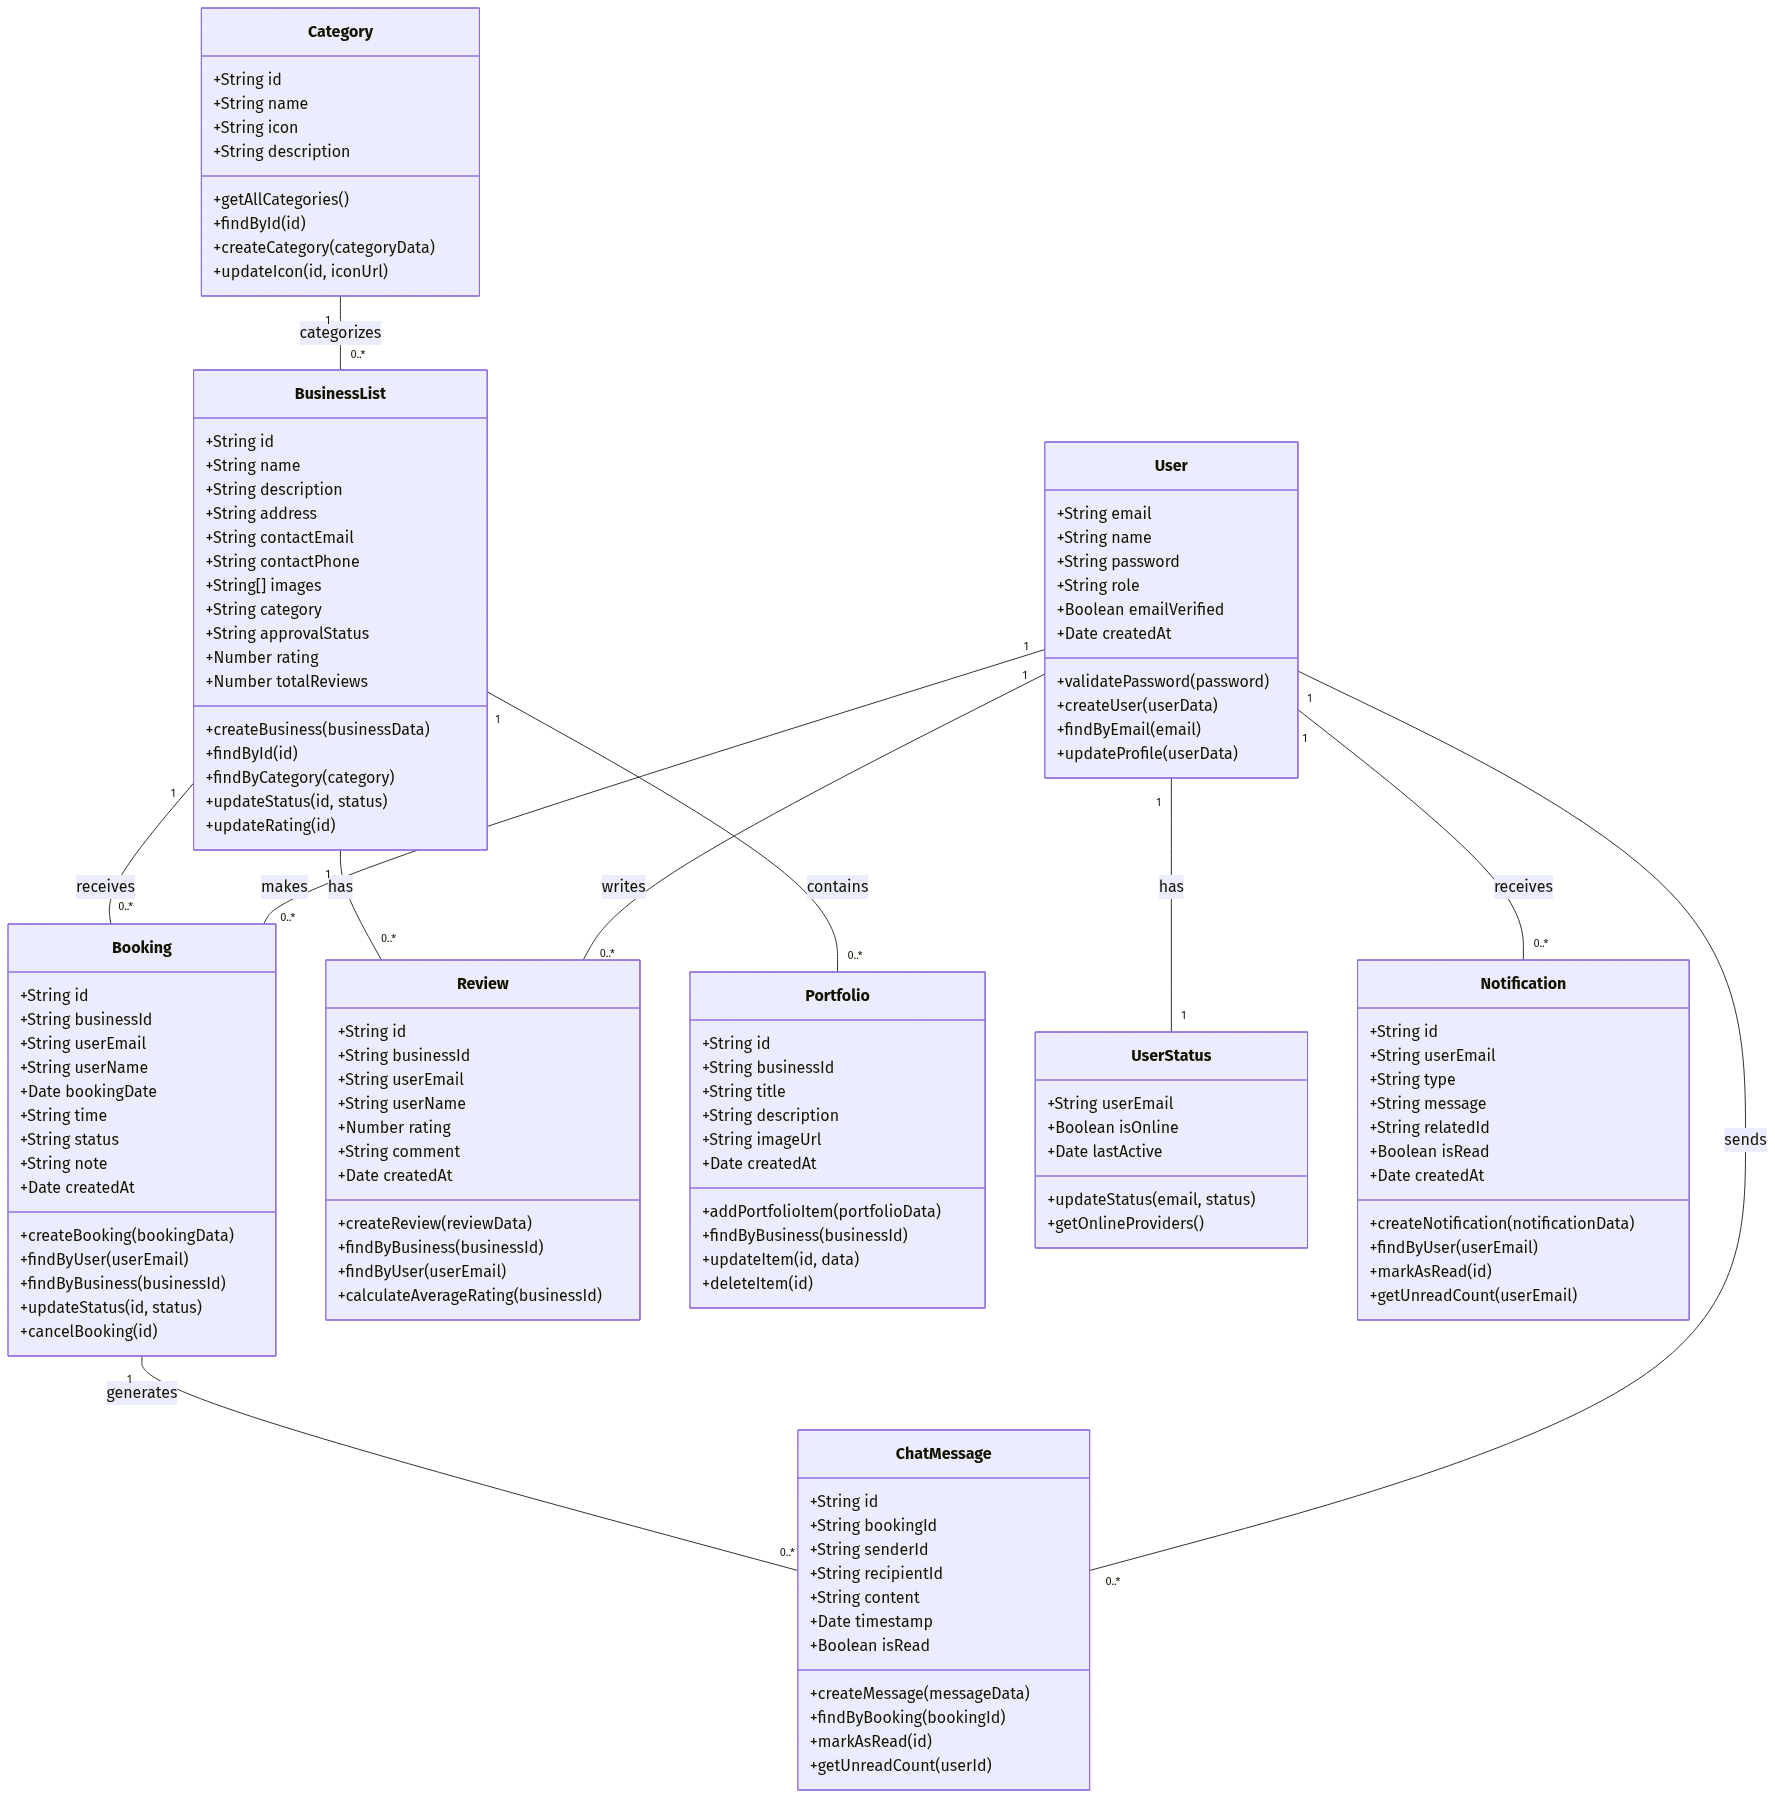 Category
+String id
+String name
+String icon
+String description
+getAllCategories()
+findById(id)
+createCategory(categoryData)
+updateIcon(id, iconUrl)
1
categorizes
0..*
BusinessList
+String id
+String name
+String description
+String address
+String contactEmail
+String contactPhone
+String[] images
+String category
+String approvalStatus
+Number rating
+Number totalReviews
+createBusiness(businessData)
+findById(id)
+findByCategory(category)
+updateStatus(id, status)
+updateRating(id)
User
+String email
+String name
+String password
+String role
+Boolean emailVerified
+Date createdAt
+validatePassword(password)
+createUser(userData)
+findByEmail(email)
+updateProfile(userData)
1
1
1
1
1
1
1
1
1
receives
makes
has
writes
contains
has
receives
0..*
0..*
0..*
0..*
0..*
1
0..*
Booking
+String id
+String businessId
+String userEmail
+String userName
+Date bookingDate
+String time
+String status
+String note
+Date createdAt
+createBooking(bookingData)
+findByUser(userEmail)
+findByBusiness(businessId)
+updateStatus(id, status)
+cancelBooking(id)
Review
+String id
+String businessId
+String userEmail
+String userName
+Number rating
+String comment
+Date createdAt
+createReview(reviewData)
+findByBusiness(businessId)
+findByUser(userEmail)
+calculateAverageRating(businessId)
Portfolio
+String id
+String businessId
+String title
+String description
+String imageUrl
+Date createdAt
+addPortfolioItem(portfolioData)
+findByBusiness(businessId)
+updateItem(id, data)
+deleteItem(id)
UserStatus
+String userEmail
+Boolean isOnline
+Date lastActive
+updateStatus(email, status)
+getOnlineProviders()
Notification
+String id
+String userEmail
+String type
+String message
+String relatedId
+Boolean isRead
+Date createdAt
+createNotification(notificationData)
+findByUser(userEmail)
+markAsRead(id)
+getUnreadCount(userEmail)
sends
1
generates
0..*
0..*
ChatMessage
+String id
+String bookingId
+String senderId
+String recipientId
+String content
+Date timestamp
+Boolean isRead
+createMessage(messageData)
+findByBooking(bookingId)
+markAsRead(id)
+getUnreadCount(userId)